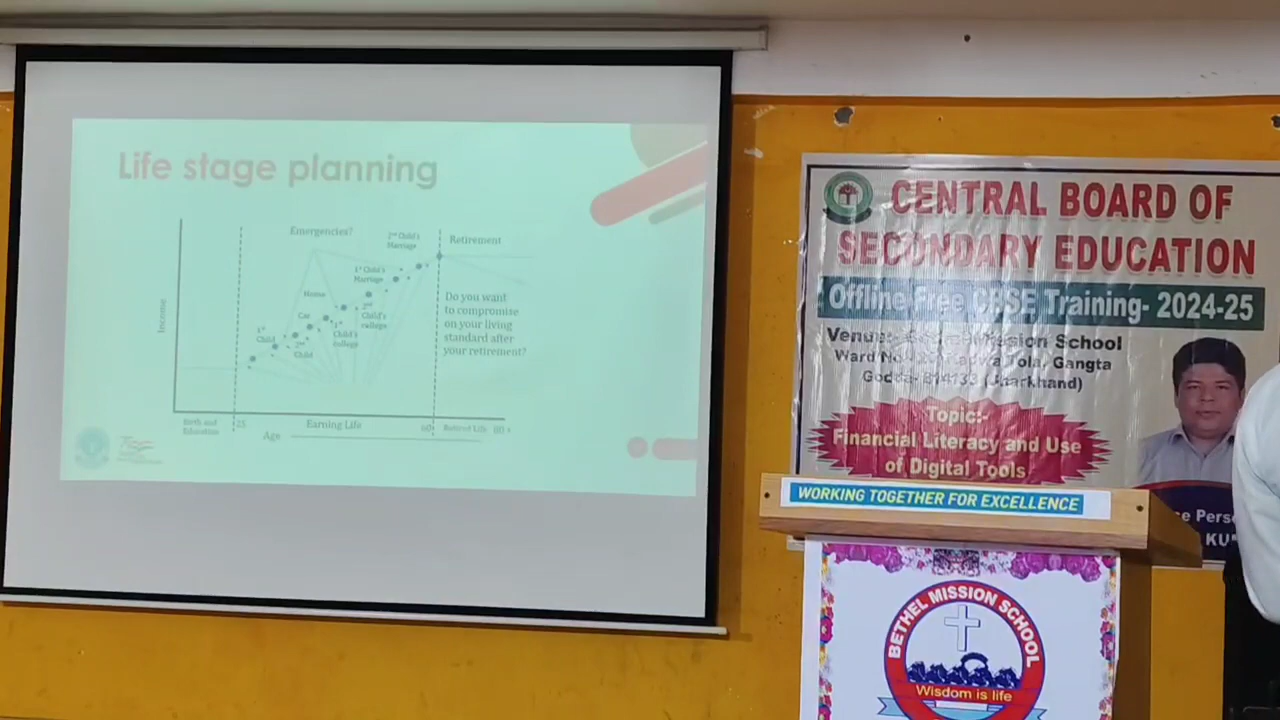 Life stage planning
Emergencies?
2nd Child's
Marriage
Retirement
1st Child's
Marriage
Home
2nd
Child's
college
Car
1st
Child's
college
1st
Child
2nd
Child
Do you want
to compromise
on your living
standard after
your retirement?
Income
Birth and
Education
25
Earning Life
60
Retired Life 80+
Age
CENTRAL BOARD OF
SECONDARY EDUCATION
Offline Free CBSE Training- 2024-25
Venue:- Mission School
Ward No Tola, Gangta
Godda- 814133 (Jharkhand)
Topic:-
Financial Literacy and Use
of Digital Tools
WORKING TOGETHER FOR EXCELLENCE
BETHEL MISSION SCHOOL
Wisdom is life